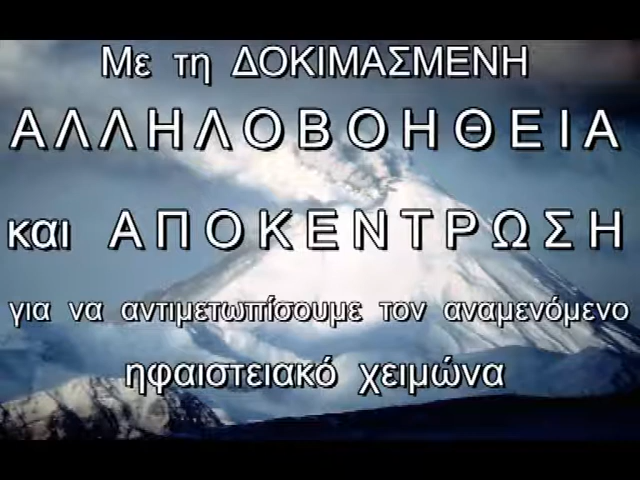 Με τη ΔΟΚΙΜΑΣΜΕΝΗ
ΑΛΛΗΛΟΒΟΗΘΕΙΑ
και ΑΠΟΚΕΝΤΡΩΣΗ
για να αντιμετωπίσουμε τον αναμενόμενο
ηφαιστειακό χειμώνα